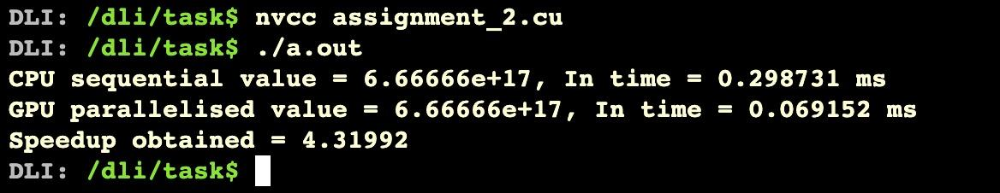 DLI: /dli/task$ nvcc assignment_2.cu
DLI: /dli/task$ ./a.out
CPU sequential value = 6.66666e+17, In time = 0.298731 ms
GPU parallelised value = 6.66666e+17, In time = 0.069152 ms
Speedup obtained = 4.31992
DLI: /dli/task$